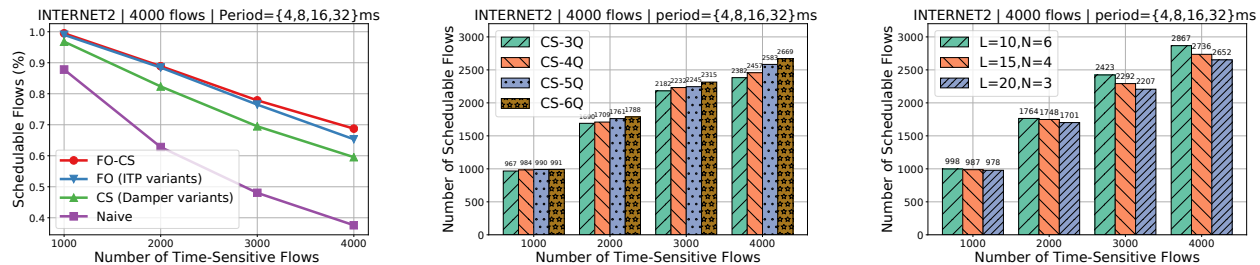 INTERNET2 | 4000 flows | Period={4,8,16,32}ms
Schedulable Flows (%)
1.0
0.9
0.8
0.7
0.6
0.5
0.4
FO-CS
FO (ITP variants)
CS (Damper variants)
Naive
1000 2000 3000 4000
Number of Time-Sensitive Flows
INTERNET2 | 4000 flows | period={4,8,16,32}ms
Number of Schedulable Flows
3000
2500
2000
1500
1000
500
0
CS-3Q
CS-4Q
CS-5Q
CS-6Q
967 984 990 991
1709 1761 1788
2182 2232 2245 2315
2382 2457 2583 2669
1000 2000 3000 4000
Number of Time-Sensitive Flows
INTERNET2 | 4000 flows | period={4,8,16,32}ms
Number of Schedulable Flows
3000
2500
2000
1500
1000
500
0
L=10,N=6
L=15,N=4
L=20,N=3
998 987 978
1764 1748 1701
2423 2292 2207
2867 2736 2652
1000 2000 3000 4000
Number of Time-Sensitive Flows